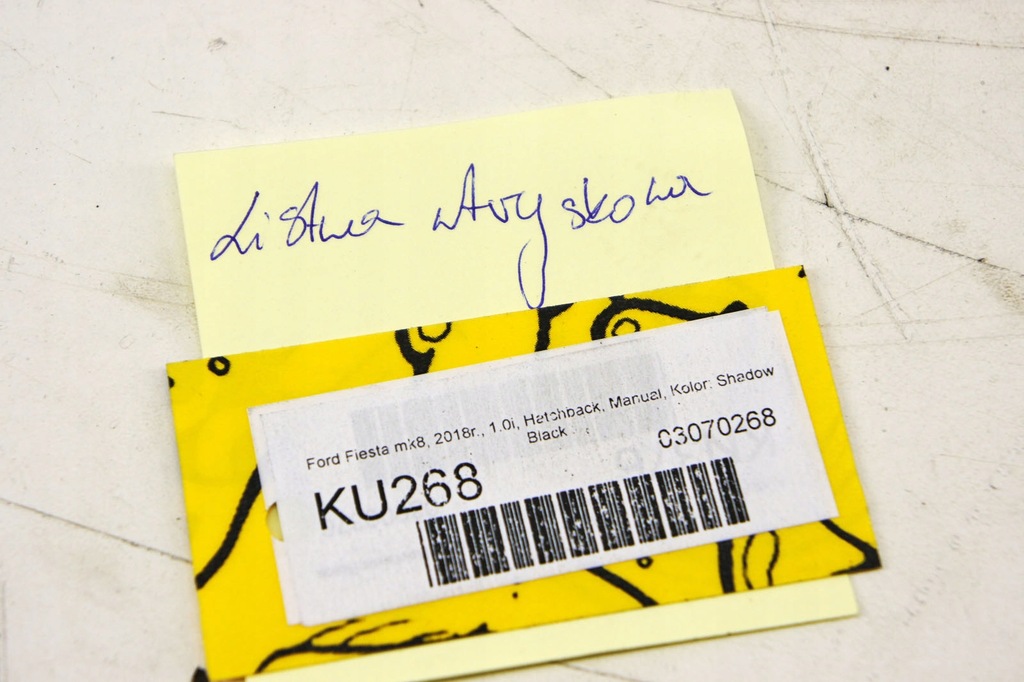 Listwa wtryskowa
Ford Fiesta mk8, 2018r., 1.0i, Hatchback, Manual, Kolor: Shadow
Black
03070268
KU268